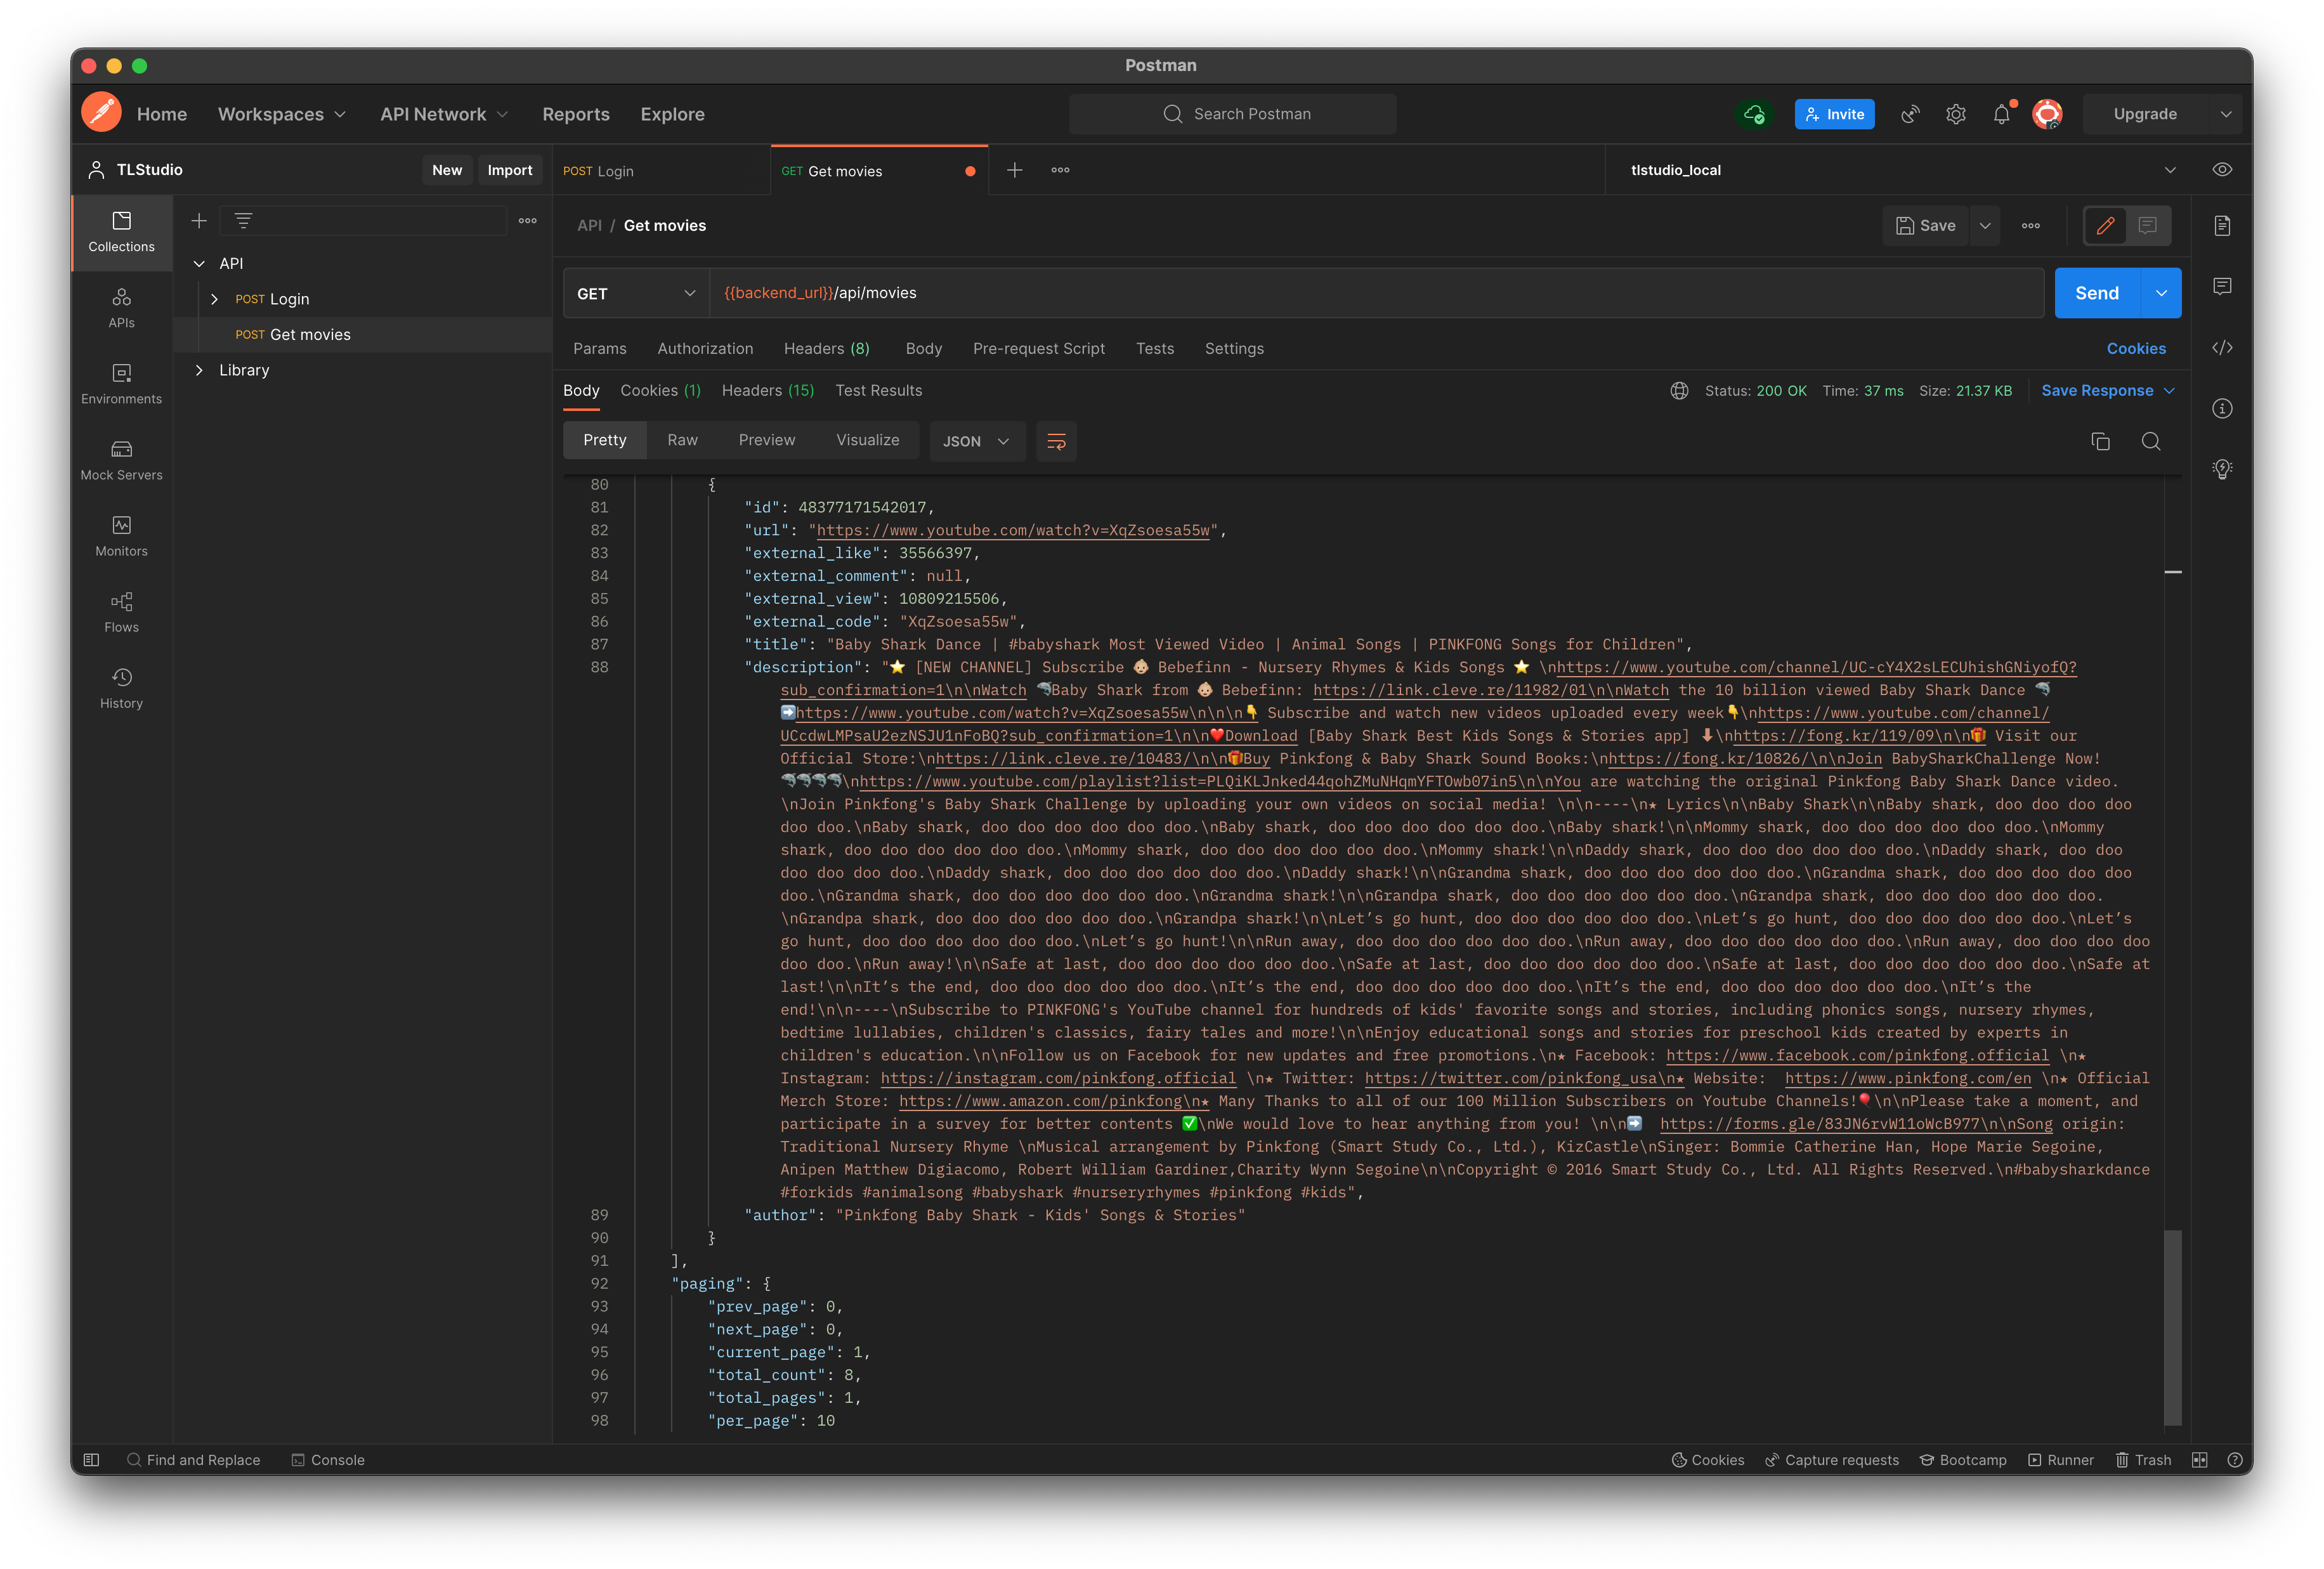 Postman
Home Workspaces API Network Reports Explore Search Postman Invite Upgrade
TLStudio New Import POST Login GET Get movies tlstudio_local
Collections
APIs
Environments
Mock Servers
Monitors
Flows
History
API
POST Login
POST Get movies
Library
API / Get movies Save
GET {{backend_url}}/api/movies Send
Params Authorization Headers (8) Body Pre-request Script Tests Settings Cookies
Body Cookies (1) Headers (15) Test Results Status: 200 OK Time: 37 ms Size: 21.37 KB Save Response
Pretty Raw Preview Visualize JSON
80 {
81 "id": 48377171542017,
82 "url": "https://www.youtube.com/watch?v=XqZsoesa55w",
83 "external_like": 35566397,
84 "external_comment": null,
85 "external_view": 10809215506,
86 "external_code": "XqZsoesa55w",
87 "title": "Baby Shark Dance | #babyshark Most Viewed Video | Animal Songs | PINKFONG Songs for Children",
88 "description": "⭐ [NEW CHANNEL] Subscribe 👶🏼 Bebefinn - Nursery Rhymes & Kids Songs ⭐ \nhttps://www.youtube.com/channel/UC-cY4X2sLECUhishGNiyofQ?
sub_confirmation=1\n\nWatch 🦈Baby Shark from 👶🏼 Bebefinn: https://link.cleve.re/11982/01\n\nWatch the 10 billion viewed Baby Shark Dance 🦈
➡️https://www.youtube.com/watch?v=XqZsoesa55w\n\n\n👇 Subscribe and watch new videos uploaded every week👇\nhttps://www.youtube.com/channel/
UCcdwLMPsaU2ezNSJU1nFoBQ?sub_confirmation=1\n\n❤️Download [Baby Shark Best Kids Songs & Stories app] ⬇\nhttps://fong.kr/119/09\n\n🎁 Visit our
Official Store:\nhttps://link.cleve.re/10483/\n\n🎁Buy Pinkfong & Baby Shark Sound Books:\nhttps://fong.kr/10826/\n\nJoin BabySharkChallenge Now!
🦈🦈🦈🦈\nhttps://www.youtube.com/playlist?list=PLQiKLJnked44qohZMuNHqmYFTOwb07in5\n\nYou are watching the original Pinkfong Baby Shark Dance video.
\nJoin Pinkfong's Baby Shark Challenge by uploading your own videos on social media! \n\n----\n★ Lyrics\n\nBaby Shark\n\nBaby shark, doo doo doo doo
doo doo.\nBaby shark, doo doo doo doo doo doo.\nBaby shark, doo doo doo doo doo doo.\nBaby shark!\n\nMommy shark, doo doo doo doo doo doo.\nMommy
shark, doo doo doo doo doo doo.\nMommy shark, doo doo doo doo doo doo.\nMommy shark!\n\nDaddy shark, doo doo doo doo doo doo.\nDaddy shark, doo doo
doo doo doo doo.\nDaddy shark, doo doo doo doo doo doo.\nDaddy shark!\n\nGrandma shark, doo doo doo doo doo doo.\nGrandma shark, doo doo doo doo doo
doo.\nGrandma shark, doo doo doo doo doo doo.\nGrandma shark!\n\nGrandpa shark, doo doo doo doo doo doo.\nGrandpa shark, doo doo doo doo doo doo.
\nGrandpa shark, doo doo doo doo doo doo.\nGrandpa shark!\n\nLet’s go hunt, doo doo doo doo doo doo.\nLet’s go hunt, doo doo doo doo doo doo.\nLet’s
go hunt, doo doo doo doo doo doo.\nLet’s go hunt!\n\nRun away, doo doo doo doo doo doo.\nRun away, doo doo doo doo doo doo.\nRun away, doo doo doo doo
doo doo.\nRun away!\n\nSafe at last, doo doo doo doo doo doo.\nSafe at last, doo doo doo doo doo doo.\nSafe at last, doo doo doo doo doo doo.\nSafe at
last!\n\nIt’s the end, doo doo doo doo doo doo.\nIt’s the end, doo doo doo doo doo doo.\nIt’s the end, doo doo doo doo doo doo.\nIt’s the
end!\n\n----\nSubscribe to PINKFONG's YouTube channel for hundreds of kids' favorite songs and stories, including phonics songs, nursery rhymes,
bedtime lullabies, children's classics, fairy tales and more!\n\nEnjoy educational songs and stories for preschool kids created by experts in
children's education.\n\nFollow us on Facebook for new updates and free promotions.\n★ Facebook: https://www.facebook.com/pinkfong.official \n★
Instagram: https://instagram.com/pinkfong.official \n★ Twitter: https://twitter.com/pinkfong_usa\n★ Website:  https://www.pinkfong.com/en \n★ Official
Merch Store: https://www.amazon.com/pinkfong\n★ Many Thanks to all of our 100 Million Subscribers on Youtube Channels!🎈\n\nPlease take a moment, and
participate in a survey for better contents ✅\nWe would love to hear anything from you! \n\n➡️  https://forms.gle/83JN6rvW11oWcB977\n\nSong origin:
Traditional Nursery Rhyme \nMusical arrangement by Pinkfong (Smart Study Co., Ltd.), KizCastle\nSinger: Bommie Catherine Han, Hope Marie Segoine,
Anipen Matthew Digiacomo, Robert William Gardiner,Charity Wynn Segoine\n\nCopyright © 2016 Smart Study Co., Ltd. All Rights Reserved.\n#babysharkdance
#forkids #animalsong #babyshark #nurseryrhymes #pinkfong #kids",
89 "author": "Pinkfong Baby Shark - Kids' Songs & Stories"
90 }
91 ],
92 "paging": {
93 "prev_page": 0,
94 "next_page": 0,
95 "current_page": 1,
96 "total_count": 8,
97 "total_pages": 1,
98 "per_page": 10
Find and Replace Console Cookies Capture requests Bootcamp Runner Trash